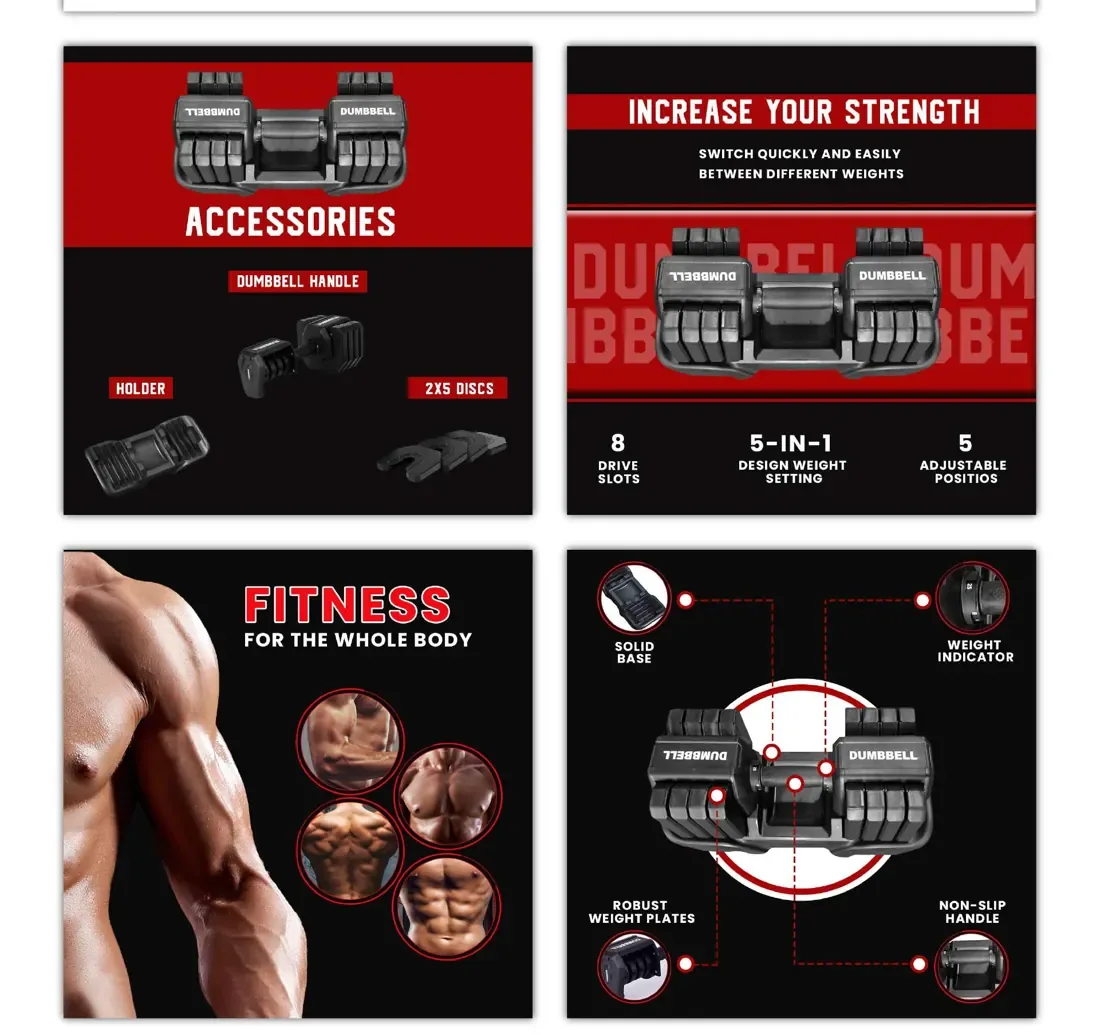 DUMBBELL
DUMBBELL
ACCESSORIES
DUMBBELL HANDLE
HOLDER
2X5 DISCS
INCREASE YOUR STRENGTH
SWITCH QUICKLY AND EASILY
BETWEEN DIFFERENT WEIGHTS
DUMBBELL
DUMBBELL
8
DRIVE
SLOTS
5-IN-1
DESIGN WEIGHT
SETTING
5
ADJUSTABLE
POSITIOS
FITNESS
FOR THE WHOLE BODY
SOLID
BASE
WEIGHT
INDICATOR
DUMBBELL
DUMBBELL
ROBUST
WEIGHT PLATES
NON-SLIP
HANDLE